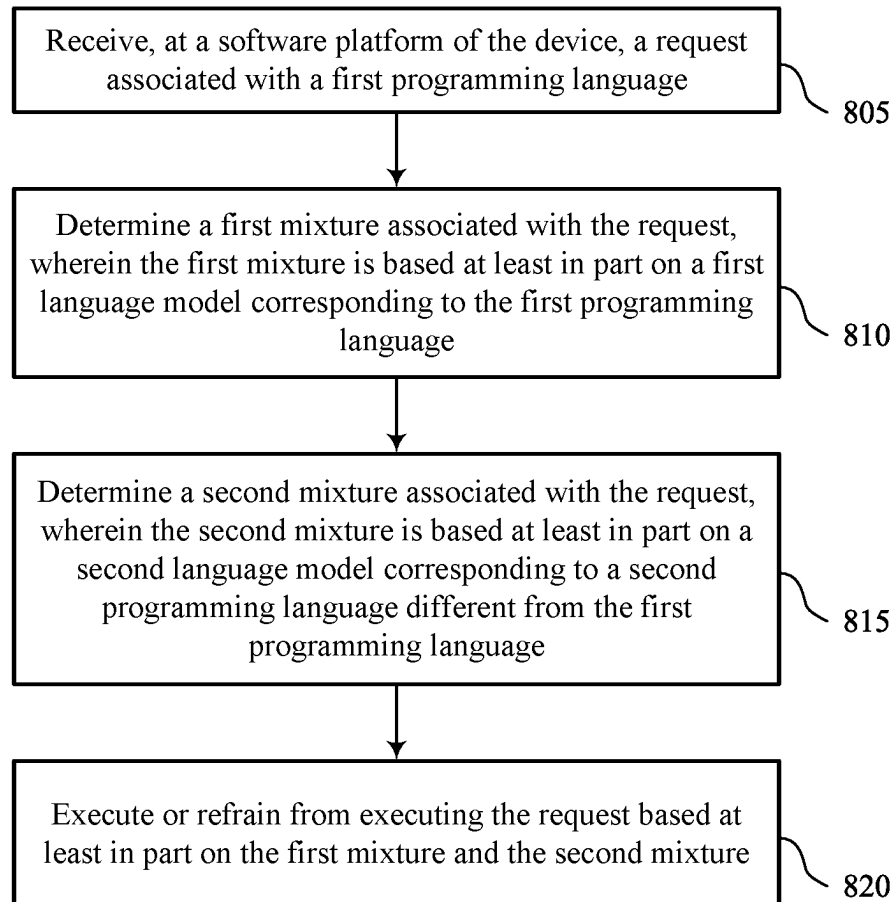 Receive, at a software platform of the device, a request
associated with a first programming language
805
Determine a first mixture associated with the request,
wherein the first mixture is based at least in part on a first
language model corresponding to the first programming
language
810
Determine a second mixture associated with the request,
wherein the second mixture is based at least in part on a
second language model corresponding to a second
programming language different from the first
programming language
815
Execute or refrain from executing the request based at
least in part on the first mixture and the second mixture
820